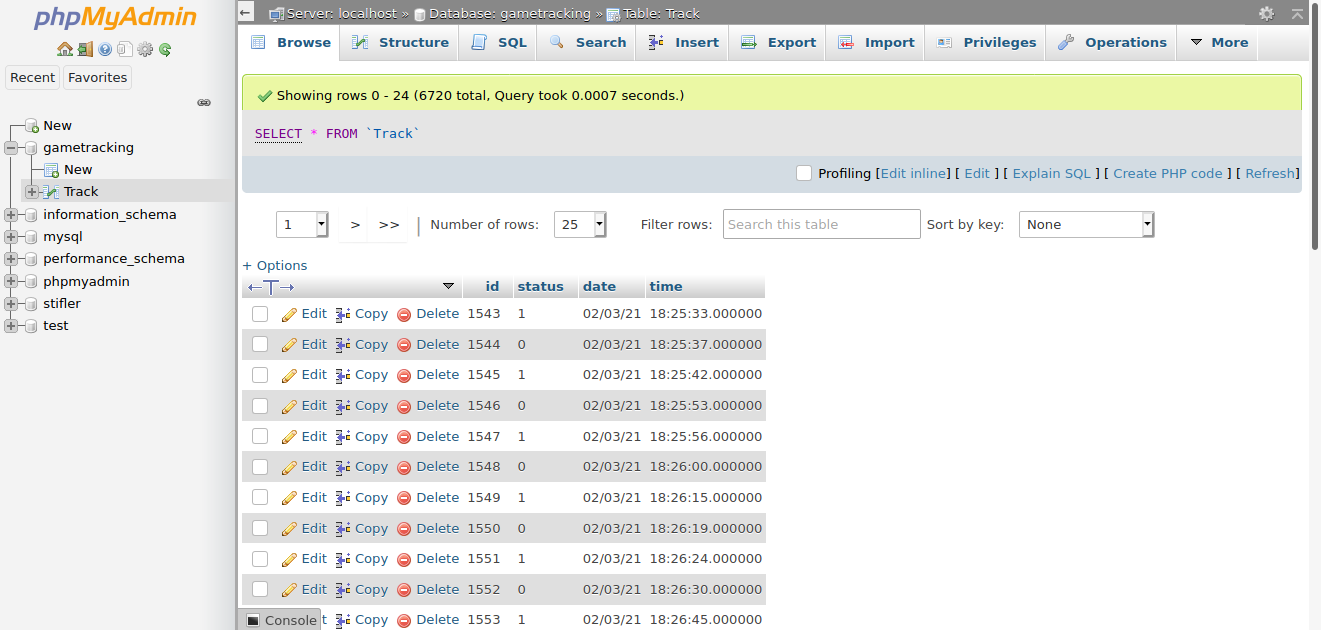 phpMyAdmin
Recent Favorites
New
gametracking
New
Track
information_schema
mysql
performance_schema
phpmyadmin
stifler
test
Server: localhost » Database: gametracking » Table: Track
Browse Structure SQL Search Insert Export Import Privileges Operations More
Showing rows 0 - 24 (6720 total, Query took 0.0007 seconds.)
SELECT * FROM `Track`
Profiling [Edit inline] [ Edit ] [ Explain SQL ] [ Create PHP code ] [ Refresh]
1 > >> | Number of rows: 25 Filter rows: Search this table Sort by key: None
+ Options
←T→ id status date time
Edit Copy Delete 1543 1 02/03/21 18:25:33.000000
Edit Copy Delete 1544 0 02/03/21 18:25:37.000000
Edit Copy Delete 1545 1 02/03/21 18:25:42.000000
Edit Copy Delete 1546 0 02/03/21 18:25:53.000000
Edit Copy Delete 1547 1 02/03/21 18:25:56.000000
Edit Copy Delete 1548 0 02/03/21 18:26:00.000000
Edit Copy Delete 1549 1 02/03/21 18:26:15.000000
Edit Copy Delete 1550 0 02/03/21 18:26:19.000000
Edit Copy Delete 1551 1 02/03/21 18:26:24.000000
Edit Copy Delete 1552 0 02/03/21 18:26:30.000000
Console t Copy Delete 1553 1 02/03/21 18:26:45.000000